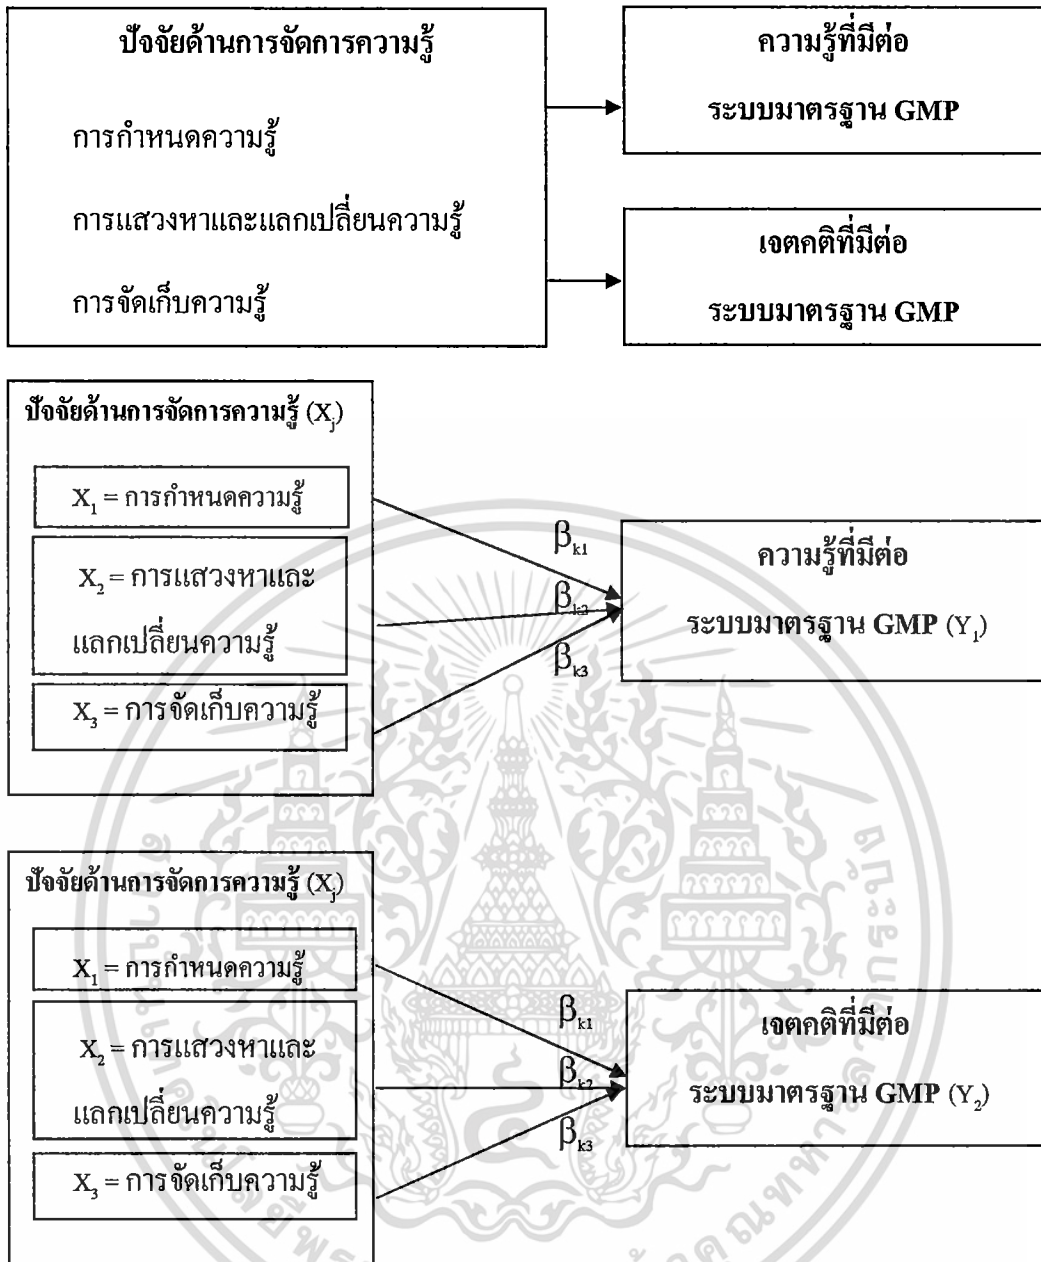 ปัจจัยด้านการจัดการความรู้
การกำหนดความรู้
การแสวงหาและแลกเปลี่ยนความรู้
การจัดเก็บความรู้
ความรู้ที่มีต่อ
ระบบมาตรฐาน GMP
เจตคติที่มีต่อ
ระบบมาตรฐาน GMP
ปัจจัยด้านการจัดการความรู้ (Xj)
X1 = การกำหนดความรู้
X2 = การแสวงหาและ
แลกเปลี่ยนความรู้
X3 = การจัดเก็บความรู้
βk1
βk2
βk3
ความรู้ที่มีต่อ
ระบบมาตรฐาน GMP (Y1)
ปัจจัยด้านการจัดการความรู้ (Xj)
X1 = การกำหนดความรู้
X2 = การแสวงหาและ
แลกเปลี่ยนความรู้
X3 = การจัดเก็บความรู้
βk1
βk2
βk3
เจตคติที่มีต่อ
ระบบมาตรฐาน GMP (Y2)